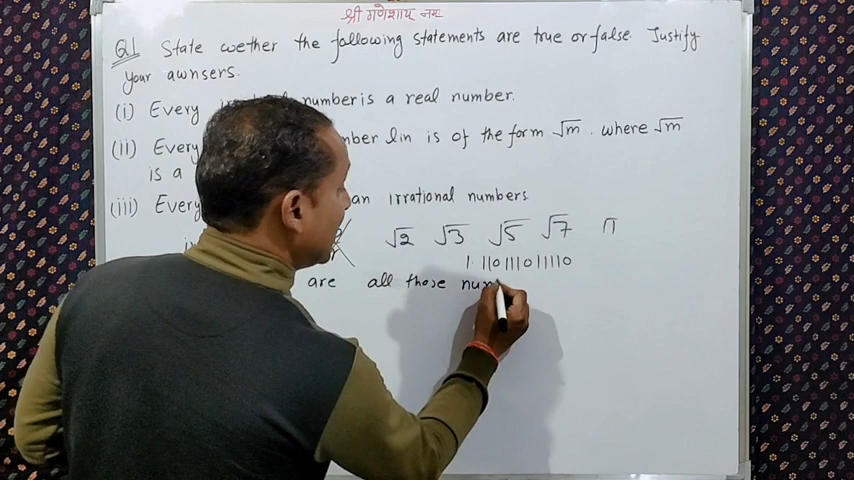 श्री गणेशाय नमः
Q1 State wether the following statements are true or false. Justify
your awnsers.
(i) Every number is a real number.
(ii) Every lin is of the form √m . where √m
is a
(iii) Every an irrational numbers
√2 √3 √5 √7 π
1.110111011110
are all those num